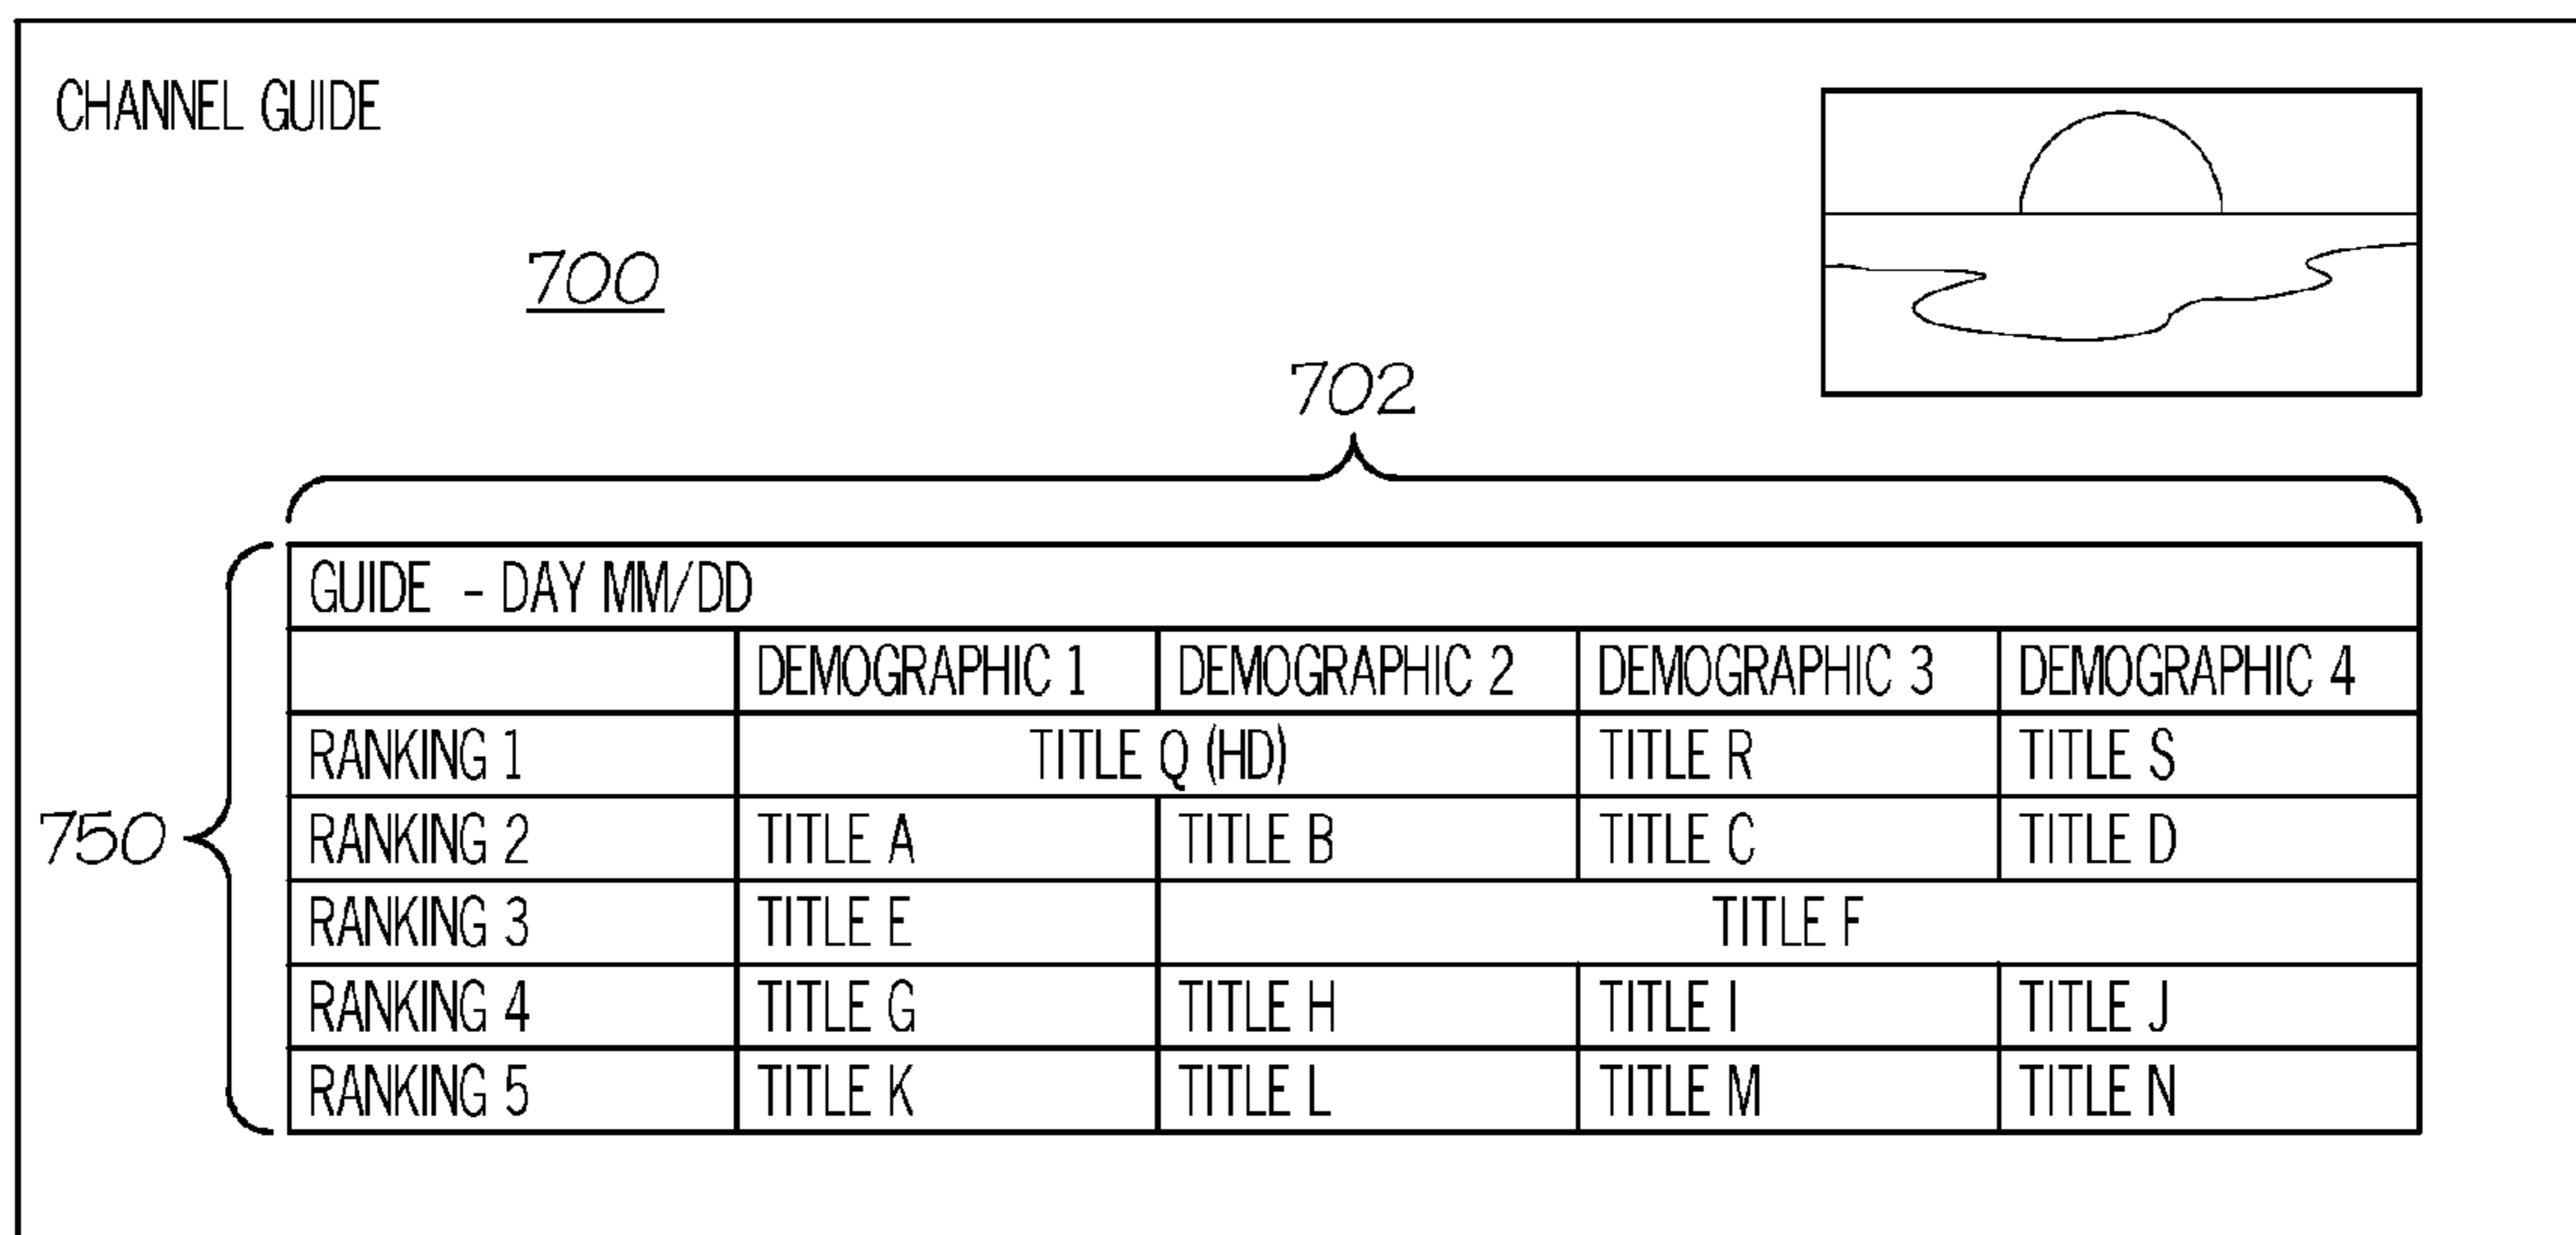 CHANNEL GUIDE
700
702
750
GUIDE - DAY MM/DD
DEMOGRAPHIC 1 DEMOGRAPHIC 2 DEMOGRAPHIC 3 DEMOGRAPHIC 4
RANKING 1 TITLE Q (HD) TITLE R TITLE S
RANKING 2 TITLE A TITLE B TITLE C TITLE D
RANKING 3 TITLE E TITLE F
RANKING 4 TITLE G TITLE H TITLE I TITLE J
RANKING 5 TITLE K TITLE L TITLE M TITLE N